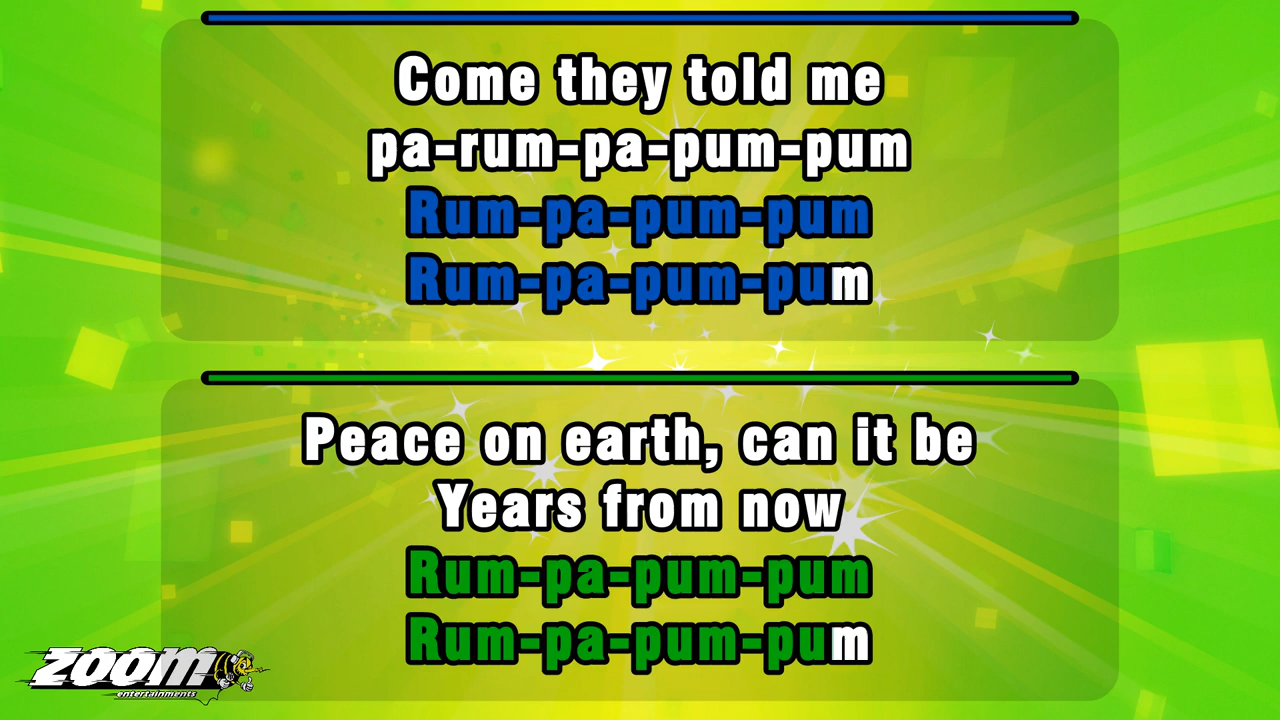 Come they told me
pa-rum-pa-pum-pum
Rum-pa-pum-pum
Rum-pa-pum-pum
Peace on earth, can it be
Years from now
Rum-pa-pum-pum
Rum-pa-pum-pum
ZOOM
entertainments